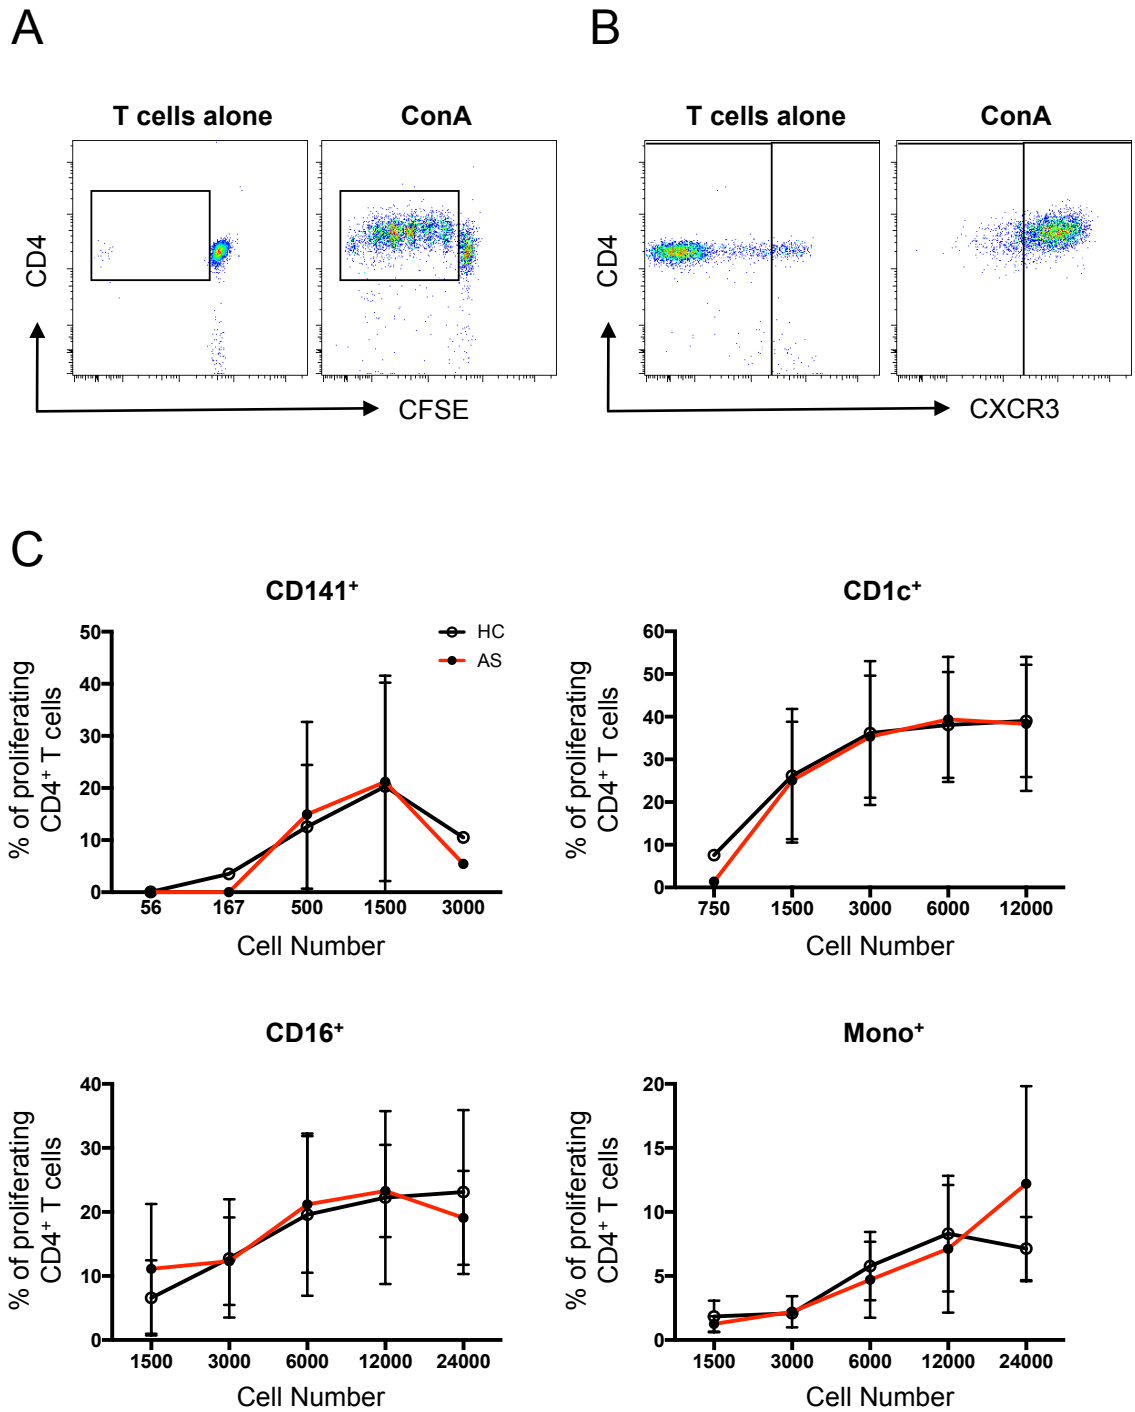 A
B
T cells alone
ConA
T cells alone
ConA
CD4
CFSE
CD4
CXCR3
C
CD141⁺
HC
AS
50
40
30
20
10
0
% of proliferating
CD4⁺ T cells
56
167
500
1500
3000
Cell Number
CD1c⁺
60
50
40
30
20
10
0
% of proliferating
CD4⁺ T cells
750
1500
3000
6000
12000
Cell Number
CD16⁺
40
30
20
10
0
% of proliferating
CD4⁺ T cells
1500
3000
6000
12000
24000
Cell Number
Mono⁺
20
15
10
5
0
% of proliferating
CD4⁺ T cells
1500
3000
6000
12000
24000
Cell Number